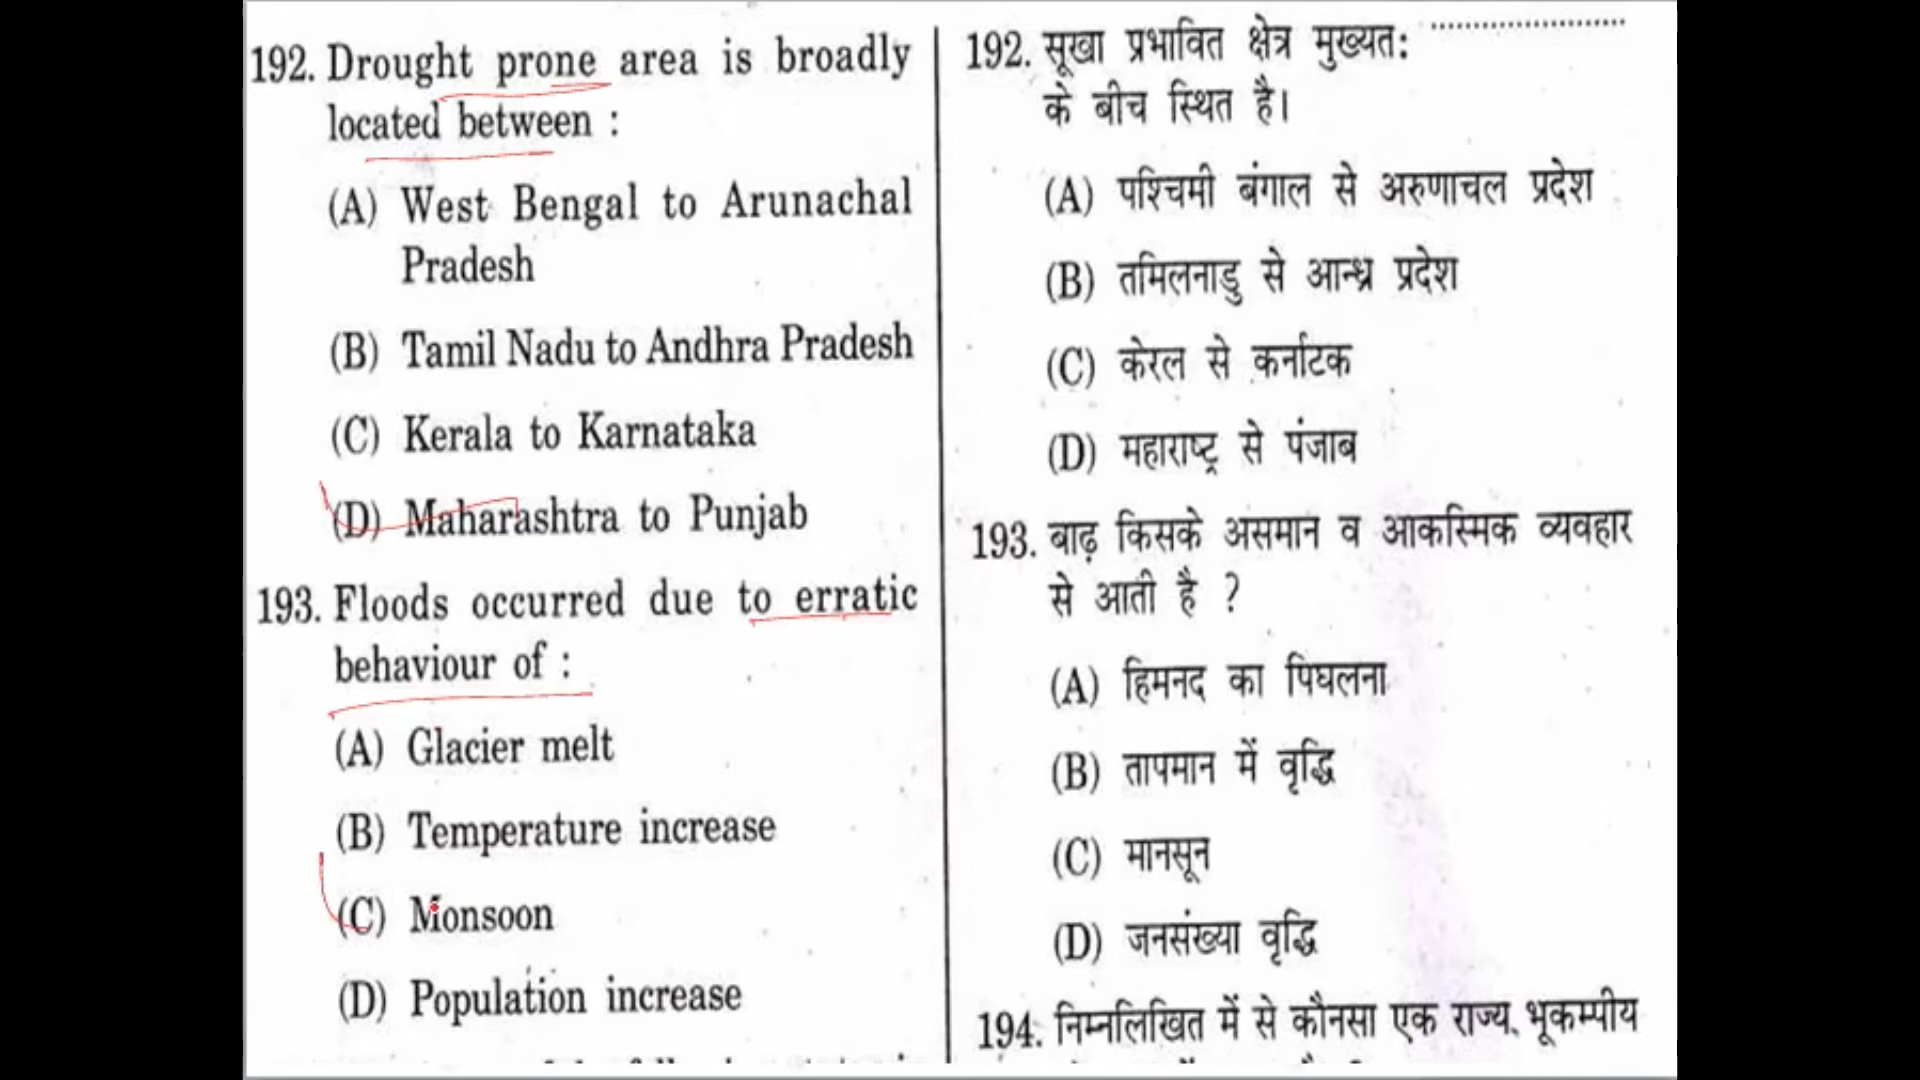 192. Drought prone area is broadly
located between :
(A) West Bengal to Arunachal
Pradesh
(B) Tamil Nadu to Andhra Pradesh
(C) Kerala to Karnataka
(D) Maharashtra to Punjab
193. Floods occurred due to erratic
behaviour of :
(A) Glacier melt
(B) Temperature increase
(C) Monsoon
(D) Population increase
192. सूखा प्रभावित क्षेत्र मुख्यत: ........................
के बीच स्थित है।
(A) पश्चिमी बंगाल से अरुणाचल प्रदेश
(B) तमिलनाडु से आन्ध्र प्रदेश
(C) केरल से कर्नाटक
(D) महाराष्ट्र से पंजाब
193. बाढ़ किसके असमान व आकस्मिक व्यवहार
से आती है ?
(A) हिमनद का पिघलना
(B) तापमान में वृद्धि
(C) मानसून
(D) जनसंख्या वृद्धि
194. निम्नलिखित में से कौनसा एक राज्य भूकम्पीय